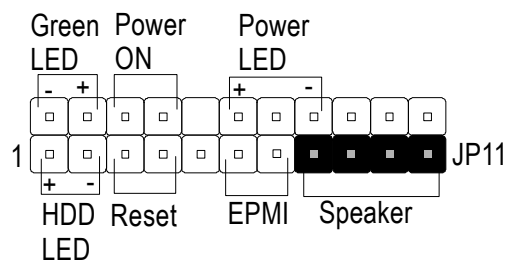 Green Power Power
LED ON LED
- + + -
1 JP11
+ -
HDD Reset EPMI Speaker
LED